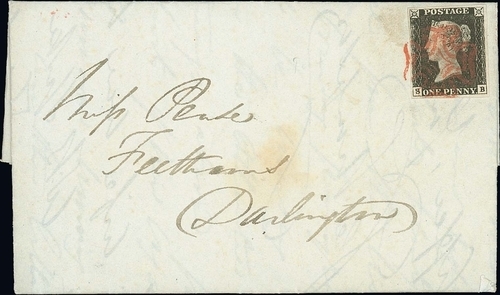 POSTAGE
ONE PENNY
S B
Miss Pease
Feethams
Darlington